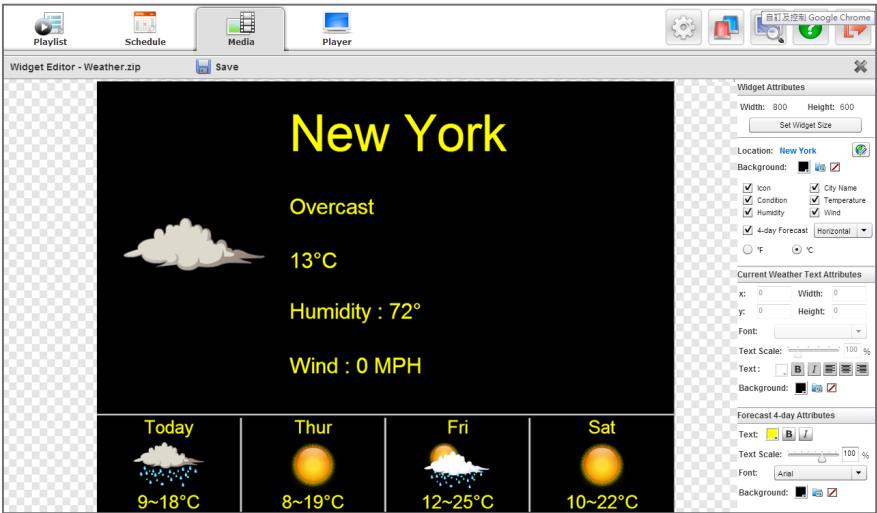 Playlist
Schedule
Media
Player
自訂及控制 Google Chrome
Widget Editor - Weather.zip
Save
Widget Attributes
Width: 800 Height: 600
Set Widget Size
Location: New York
Background:
Icon City Name
Condition Temperature
Humidity Wind
4-day Forecast Horizontal
°F °C
Current Weather Text Attributes
x: 0 Width: 0
y: 0 Height: 0
Font:
Text Scale: 100 %
Text : B I
Background:
Forecast 4-day Attributes
Text: B I
Text Scale: 100 %
Font: Arial
Background:
New York
Overcast
13°C
Humidity : 72°
Wind : 0 MPH
Today Thur Fri Sat
9~18°C 8~19°C 12~25°C 10~22°C